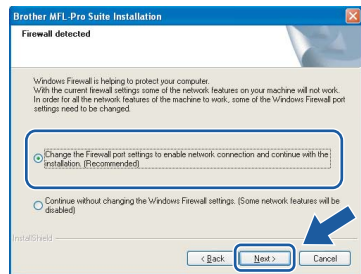 Brother MFL-Pro Suite Installation
Firewall detected
Windows Firewall is helping to protect your computer.
With the current firewall settings some of the network features on your machine will not work.
In order for all the network features of the machine to work, some of the Windows Firewall port
settings need to be changed.
Change the Firewall port settings to enable network connection and continue with the
installation. (Recommended)
Continue without changing the Windows Firewall settings. (Some network features will be
disabled)
InstallShield
< Back
Next >
Cancel